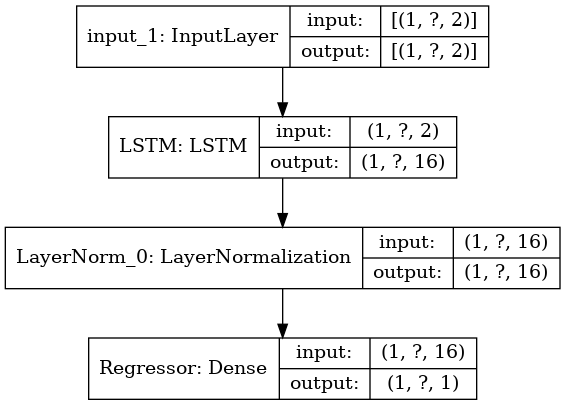 input_1: InputLayer
input:
[(1, ?, 2)]
output:
[(1, ?, 2)]
LSTM: LSTM
input:
(1, ?, 2)
output:
(1, ?, 16)
LayerNorm_0: LayerNormalization
input:
(1, ?, 16)
output:
(1, ?, 16)
Regressor: Dense
input:
(1, ?, 16)
output:
(1, ?, 1)